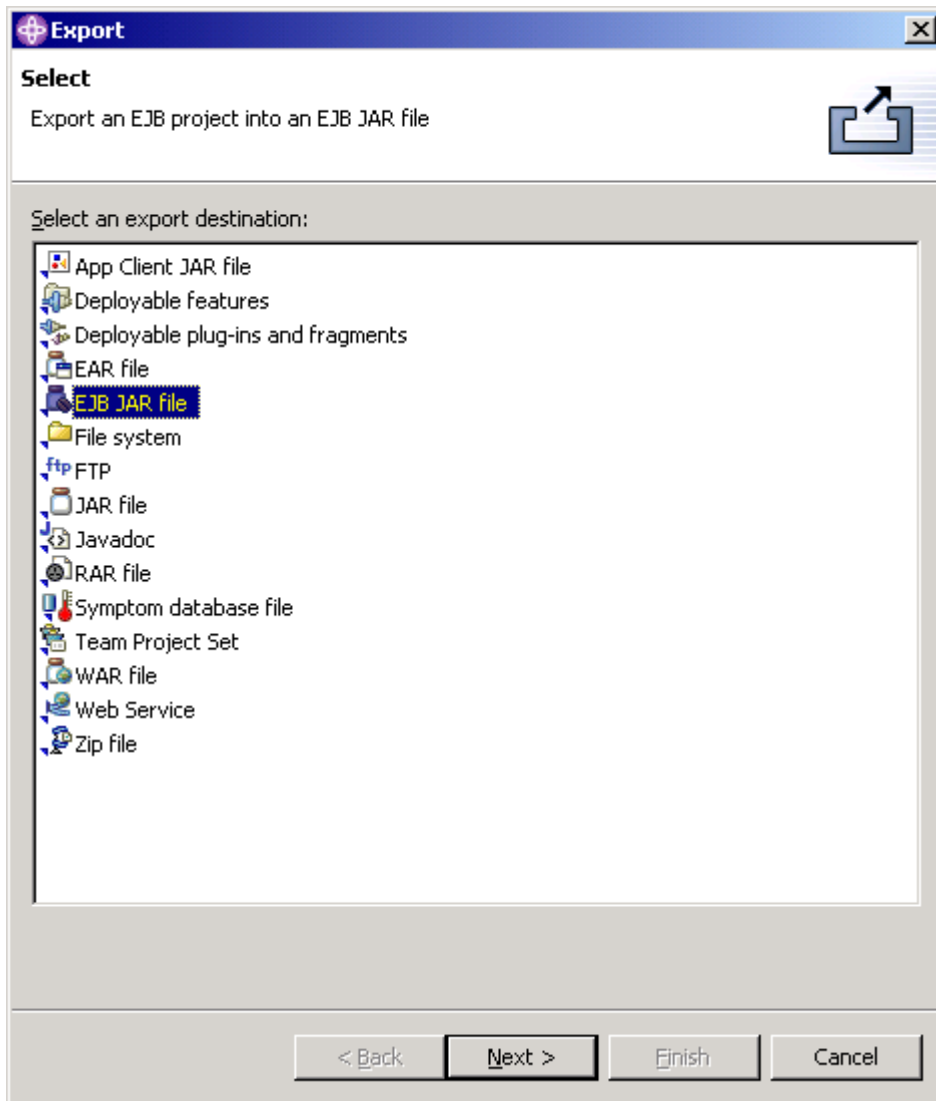 Export
Select
Export an EJB project into an EJB JAR file
Select an export destination:
App Client JAR file
Deployable features
Deployable plug-ins and fragments
EAR file
EJB JAR file
File system
ftp FTP
JAR file
Javadoc
RAR file
Symptom database file
Team Project Set
WAR file
Web Service
Zip file
< Back Next > Finish Cancel